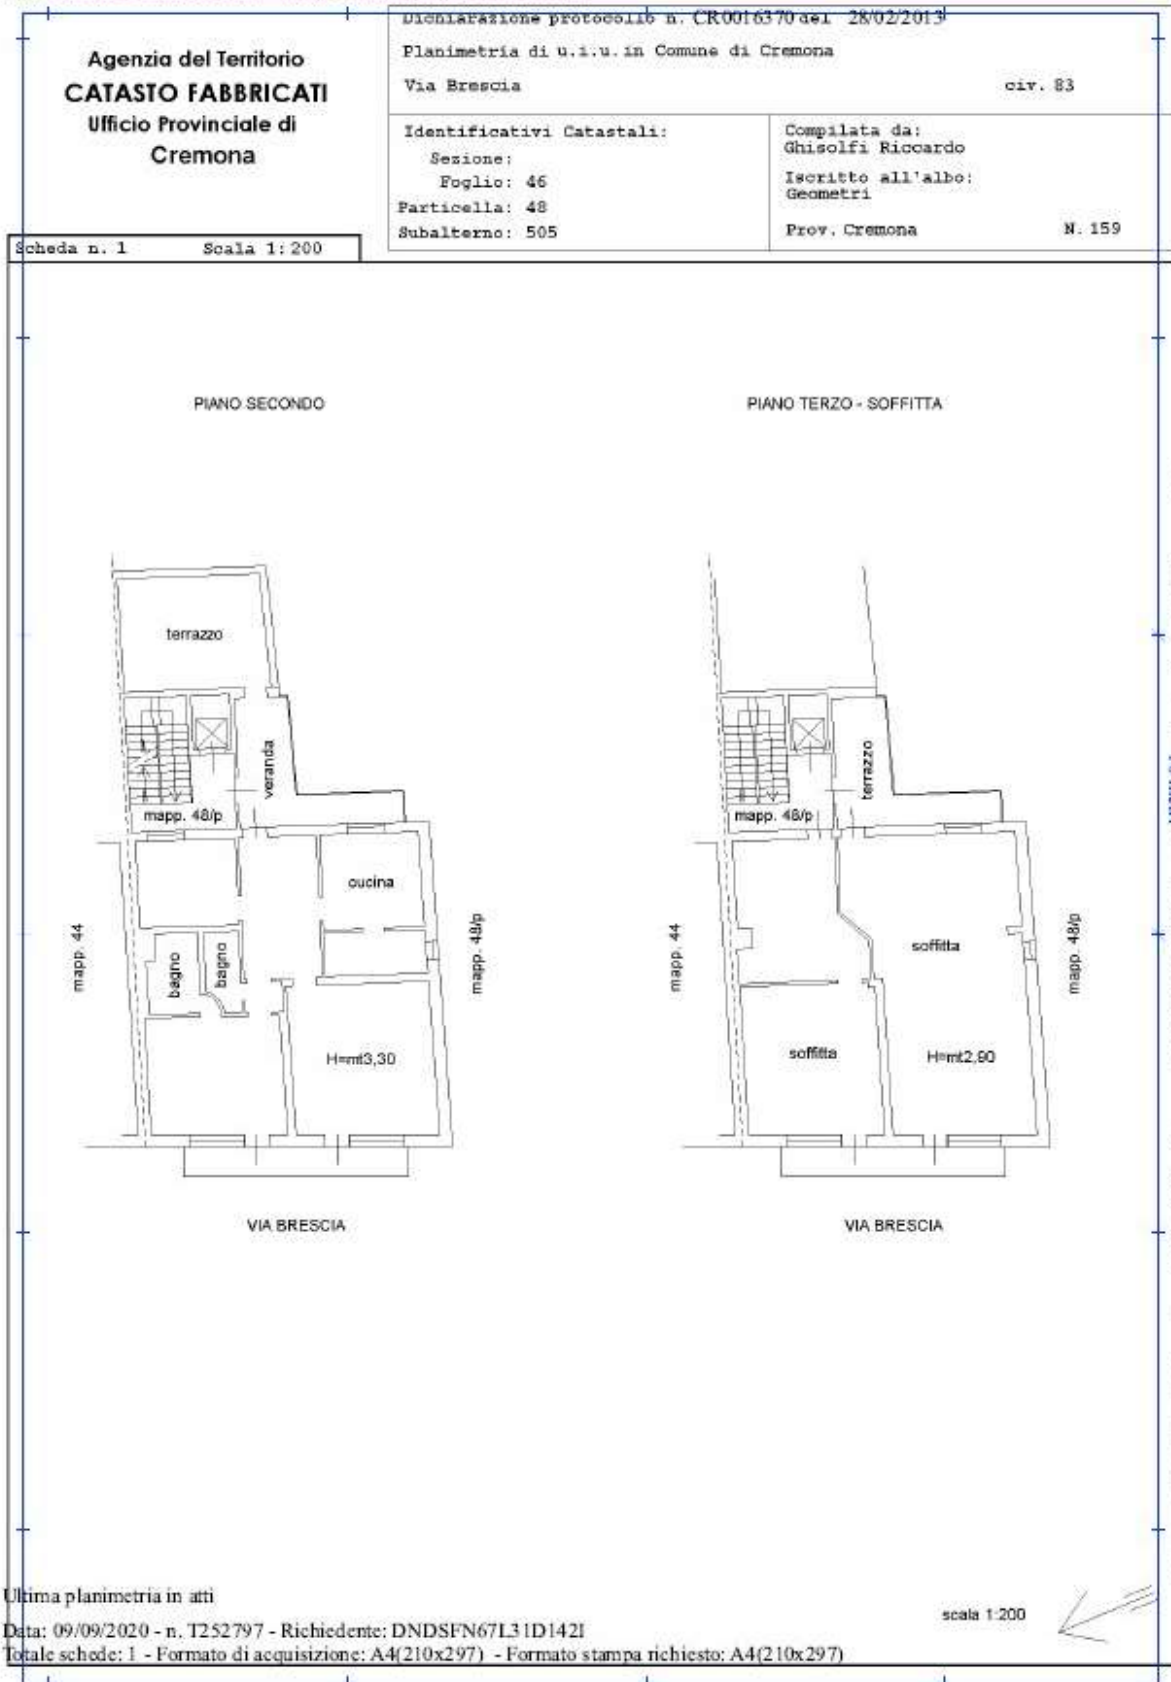 Dichiarazione protocollo n. CR0016370 del 28/02/2013
Agenzia del Territorio
CATASTO FABBRICATI
Ufficio Provinciale di
Cremona
Planimetria di u.i.u. in Comune di Cremona
Via Brescia civ. 83
Identificativi Catastali:
Sezione:
Foglio: 46
Particella: 48
Subalterno: 505
Compilata da:
Ghisolfi Riccardo
Iscritto all'albo:
Geometri
Prov. Cremona N. 159
Scheda n. 1 Scala 1:200
PIANO SECONDO
PIANO TERZO - SOFFITTA
terrazzo
veranda
mapp. 48/p
cucina
mapp. 44
bagno
bagno
mapp. 48/p
H=mt3,30
VIA BRESCIA
terrazzo
mapp. 48/p
mapp. 44
soffitta
mapp. 48/p
soffitta
H=mt2,90
VIA BRESCIA
Ultima planimetria in atti
scala 1:200
Data: 09/09/2020 - n. T252797 - Richiedente: DNDSFN67L31D142I
Totale schede: 1 - Formato di acquisizione: A4(210x297) - Formato stampa richiesto: A4(210x297)